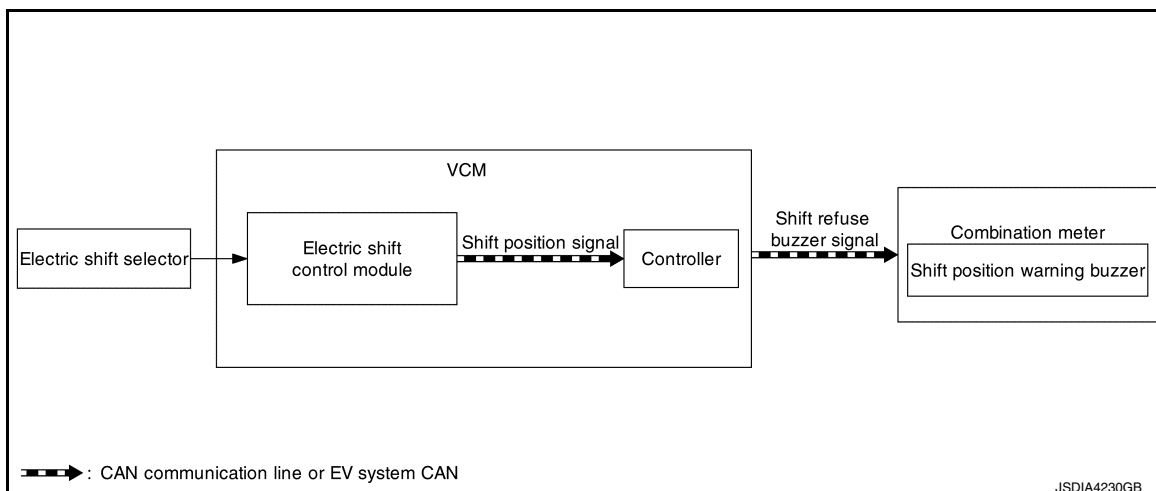 VCM
Electric shift selector
Electric shift
control module
Shift position signal
Controller
Shift refuse
buzzer signal
Combination meter
Shift position warning buzzer
: CAN communication line or EV system CAN
JSDIA4230GB